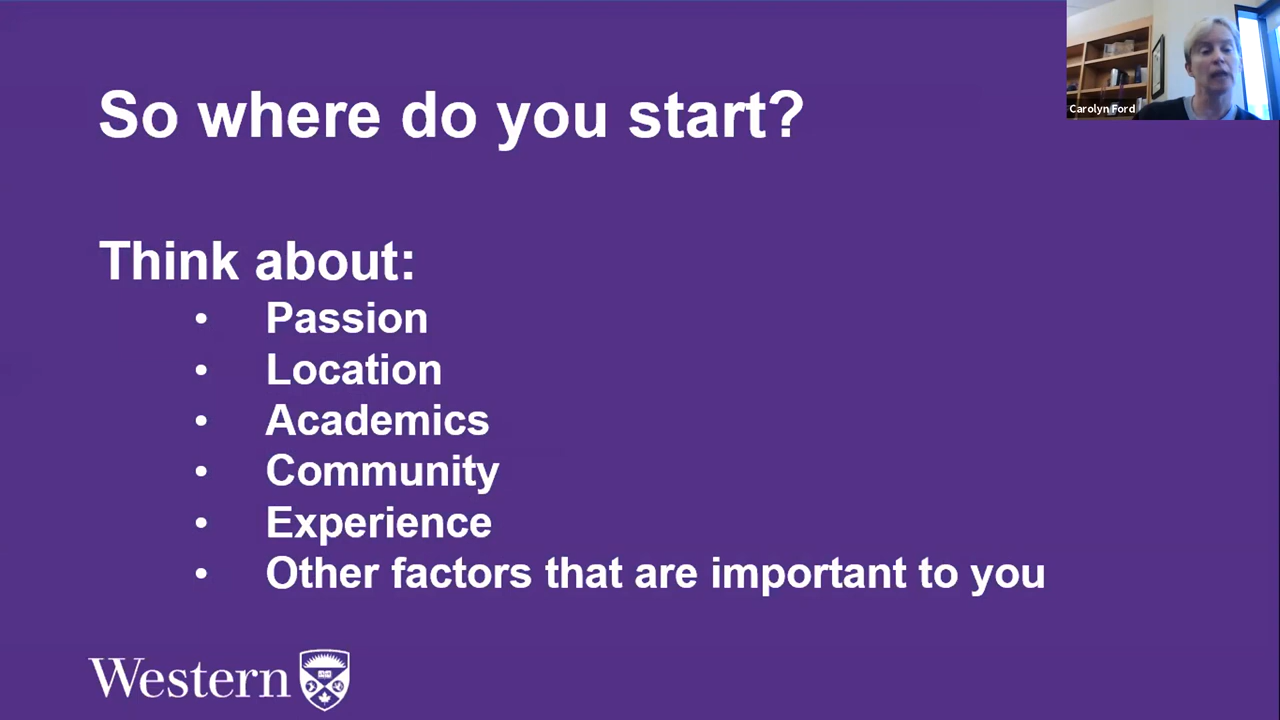 So where do you start?
Carolyn Ford
Think about:
• Passion
• Location
• Academics
• Community
• Experience
• Other factors that are important to you
Western